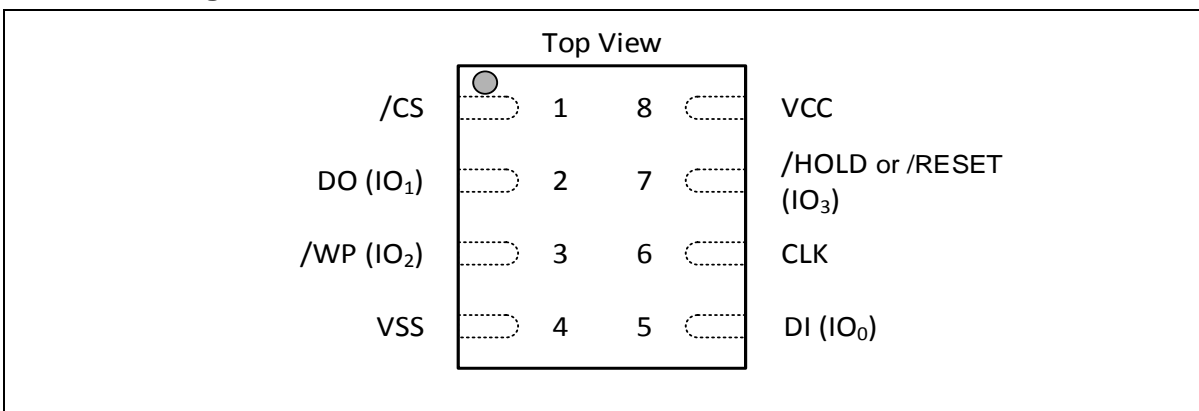 Top View
/CS 1 8 VCC
DO (IO₁) 2 7 /HOLD or /RESET
(IO₃)
/WP (IO₂) 3 6 CLK
VSS 4 5 DI (IO₀)